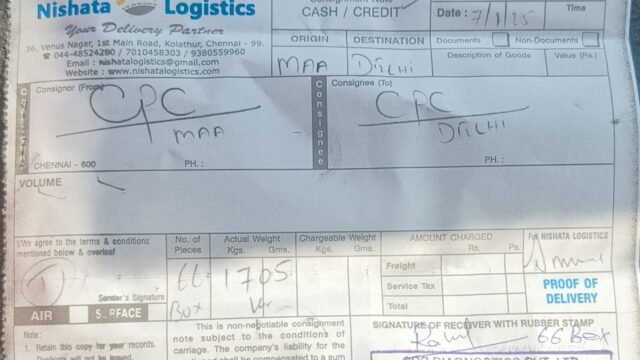 Nishata Logistics
Your Delivery Partner
36, Venus Nagar, 1st Main Road, Kolathur, Chennai - 99.
044-48524280 / 7010458303 / 9380559960
Email : nishatalogistics@gmail.com
Website : www.nishatalogistics.com
Consignment Note
CASH / CREDIT
Date : 7/1/25
Time
ORIGIN
DESTINATION
Documents
Non-Documents
MAA
DELHI
Description of Goods
Value (Rs.)
Consignor (From)
CPC
MAA
CHENNAI - 600
PH. :
Consignee
Consignee (To)
CPC
DELHI
PH. :
VOLUME
I/We agree to the terms & conditions
mentioned below & overleaf
1
Sender's Signature
AIR
SURFACE
No. of
Pieces
66
Box
Actual Weight
Kgs. Gms.
1705
Chargeable Weight
Kgs. Gms.
AMOUNT CHARGED
Rs. Ps.
Freight
Service Tax
Total
For NISHATA LOGISTICS
PROOF OF
DELIVERY
Note :
1. Retain this copy for your records.
This is non-negotiable consignment
note subject to the conditions of
carriage. The company's liability for
SIGNATURE OF RECEIVER WITH RUBBER STAMP
66 box